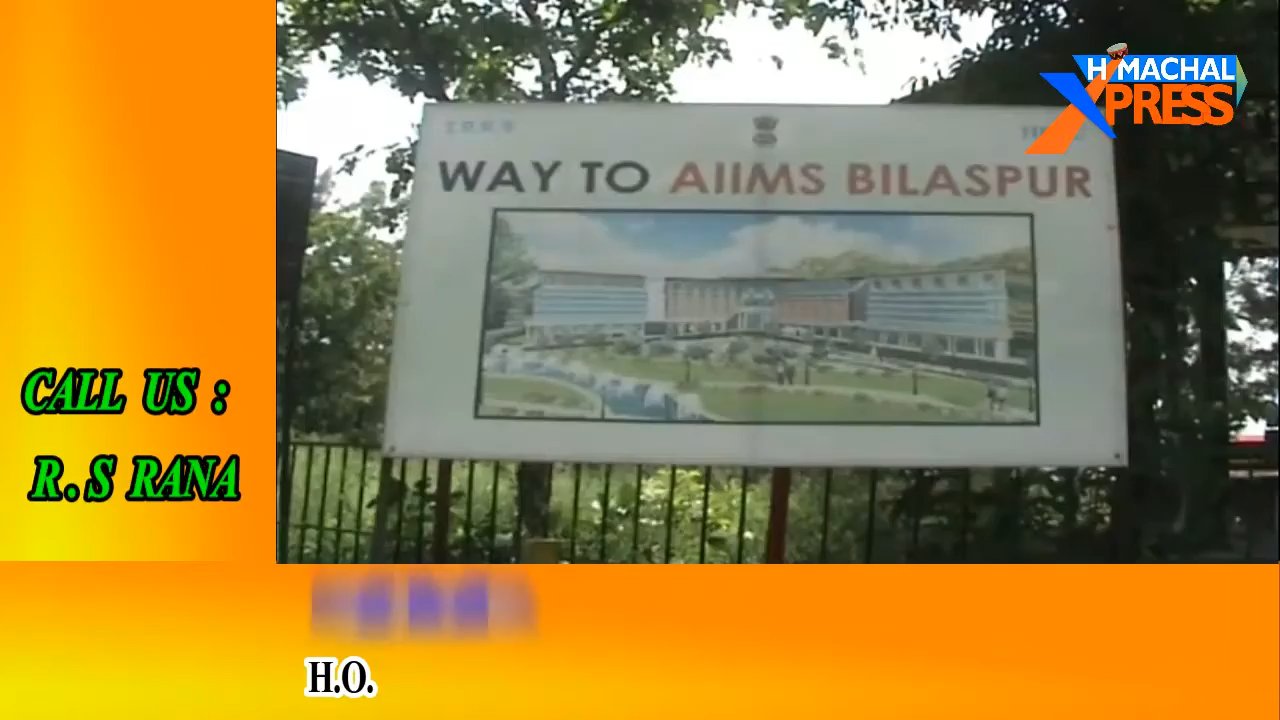 HIMACHAL
XPRESS
WAY TO AIIMS BILASPUR
CALL US :
R.S RANA
H.O.